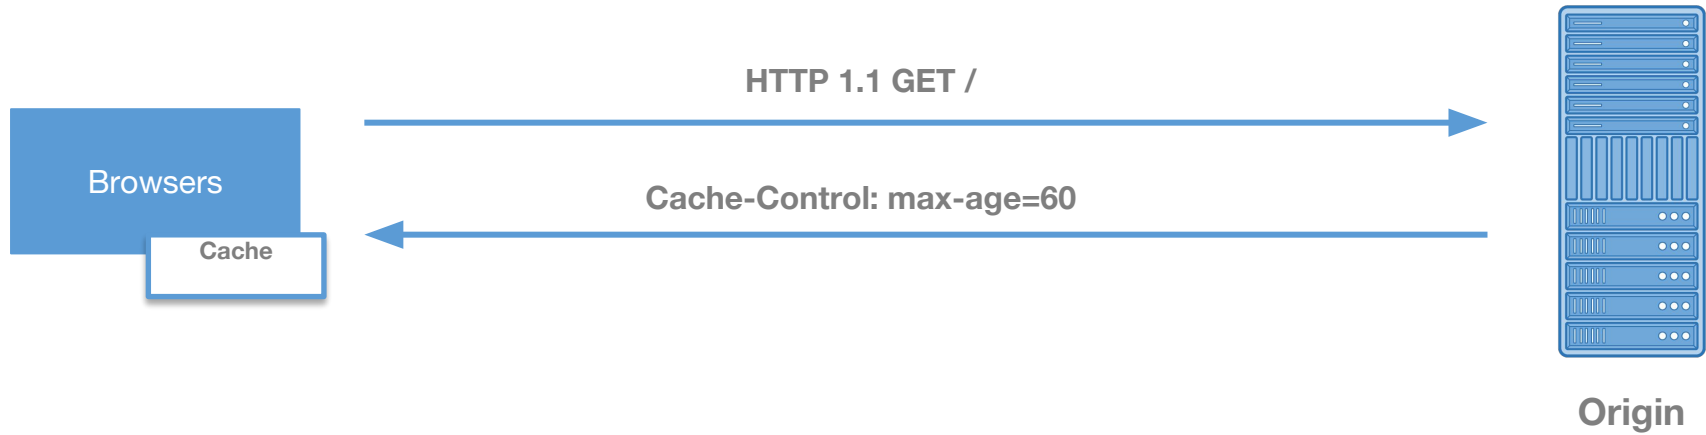 HTTP 1.1 GET /
Browsers
Cache-Control: max-age=60
Cache
Origin